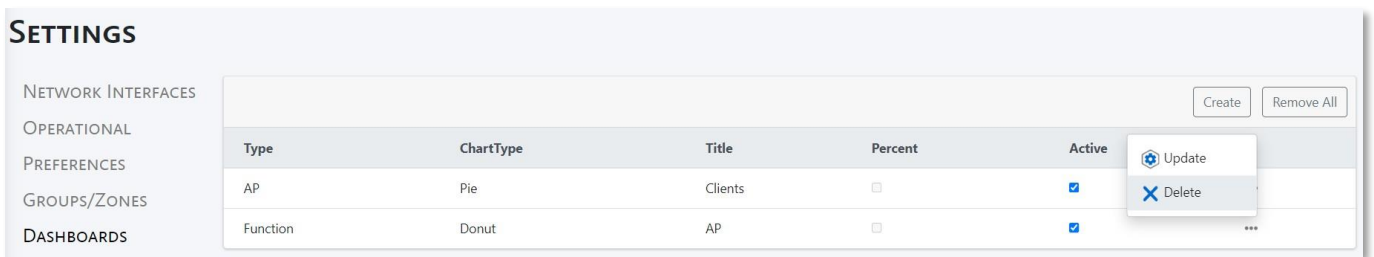 SETTINGS
NETWORK INTERFACES
OPERATIONAL
PREFERENCES
GROUPS/ZONES
DASHBOARDS
Create Remove All
Type ChartType Title Percent Active
AP Pie Clients
Function Donut AP
Update
Delete